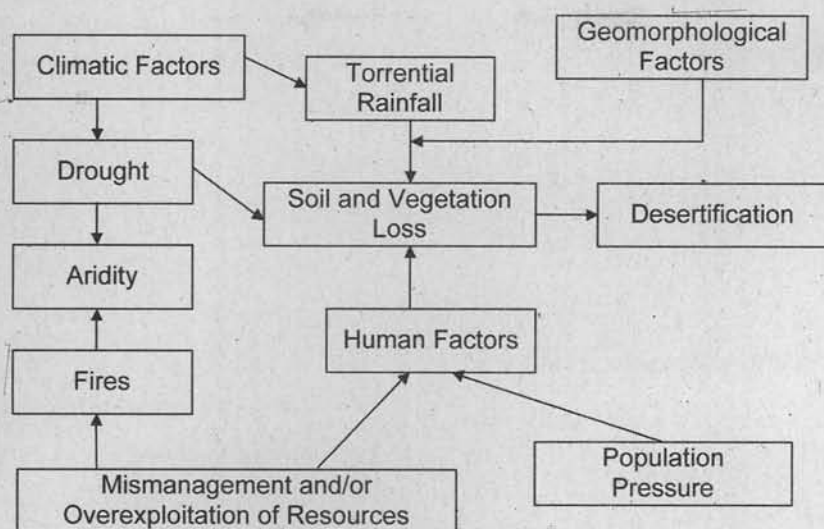 Climatic Factors
Torrential
Rainfall
Geomorphological
Factors
Drought
Soil and Vegetation
Loss
Desertification
Aridity
Human Factors
Fires
Mismanagement and/or
Overexploitation of Resources
Population
Pressure